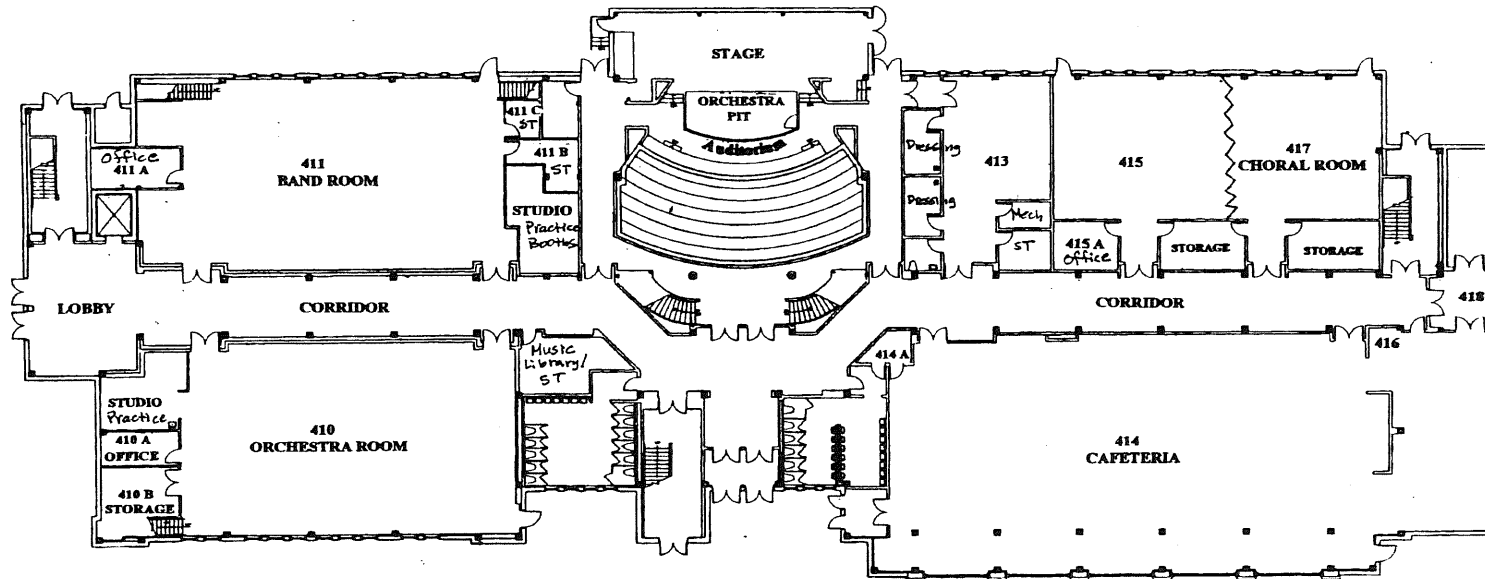 STAGE
ORCHESTRA
PIT
Auditorium
411 C
ST
411 B
ST
Office
411 A
411
BAND ROOM
STUDIO
Practice
Booths
Dressing
Dressing
413
Mech
ST
415
415 A
Office
STORAGE
417
CHORAL ROOM
STORAGE
LOBBY
CORRIDOR
CORRIDOR
418
416
Music
Library/
ST
414 A
STUDIO
Practice
410 A
OFFICE
410 B
STORAGE
410
ORCHESTRA ROOM
414
CAFETERIA